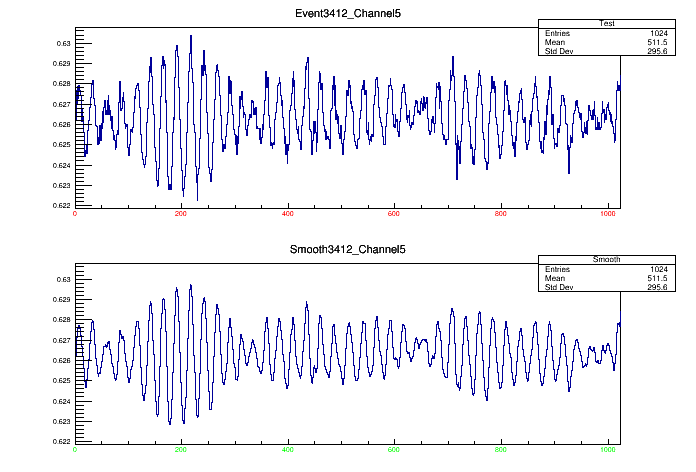 Event3412_Channel5
Test
Entries 1024
Mean 511.5
Std Dev 295.6
0.63
0.629
0.628
0.627
0.626
0.625
0.624
0.623
0.622
0 200 400 600 800 1000
Smooth3412_Channel5
Smooth
Entries 1024
Mean 511.5
Std Dev 295.6
0.63
0.629
0.628
0.627
0.626
0.625
0.624
0.623
0.622
0 200 400 600 800 1000